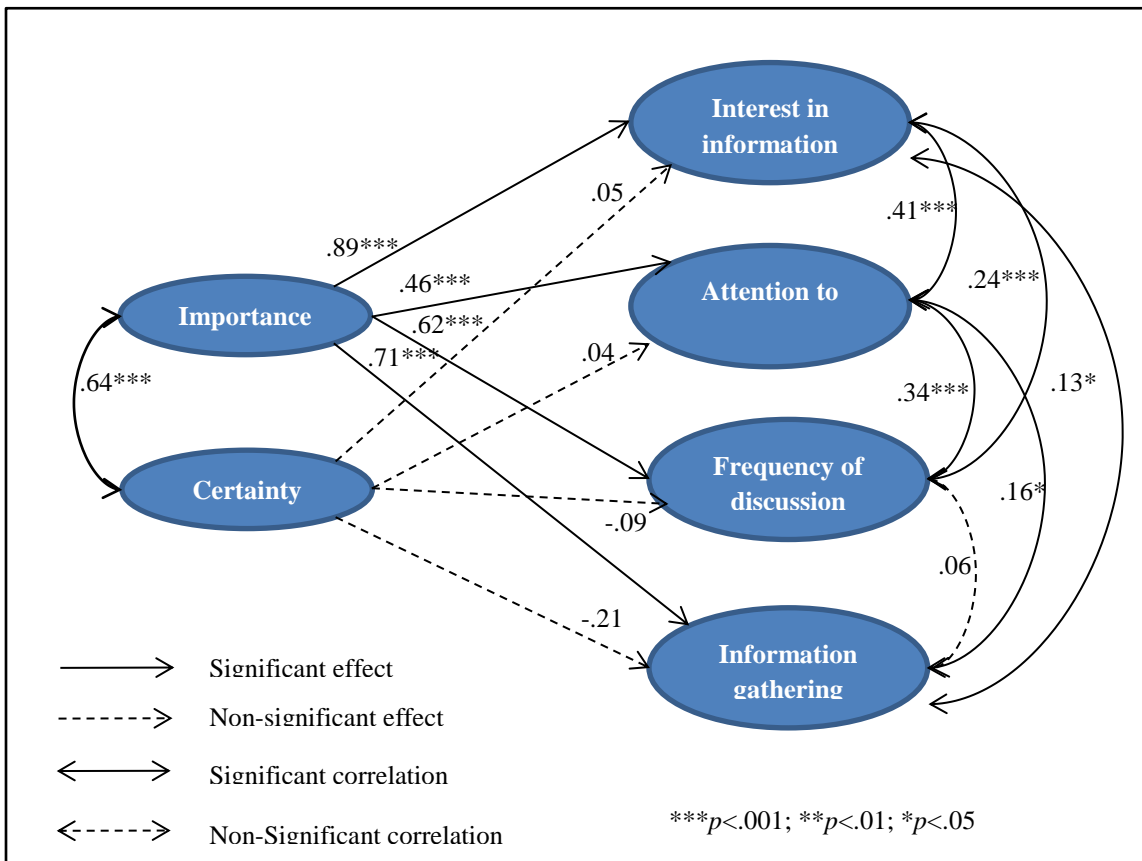 Interest in
information
.05
.41***
.89***
.24***
.46***
Attention to
Importance
.62***
.04
.71***
.13*
.64***
.34***
Frequency of
discussion
Certainty
.16*
-.09
.06
-.21
Information
gathering
Significant effect
Non-significant effect
Significant correlation
Non-Significant correlation
***p<.001; **p<.01; *p<.05